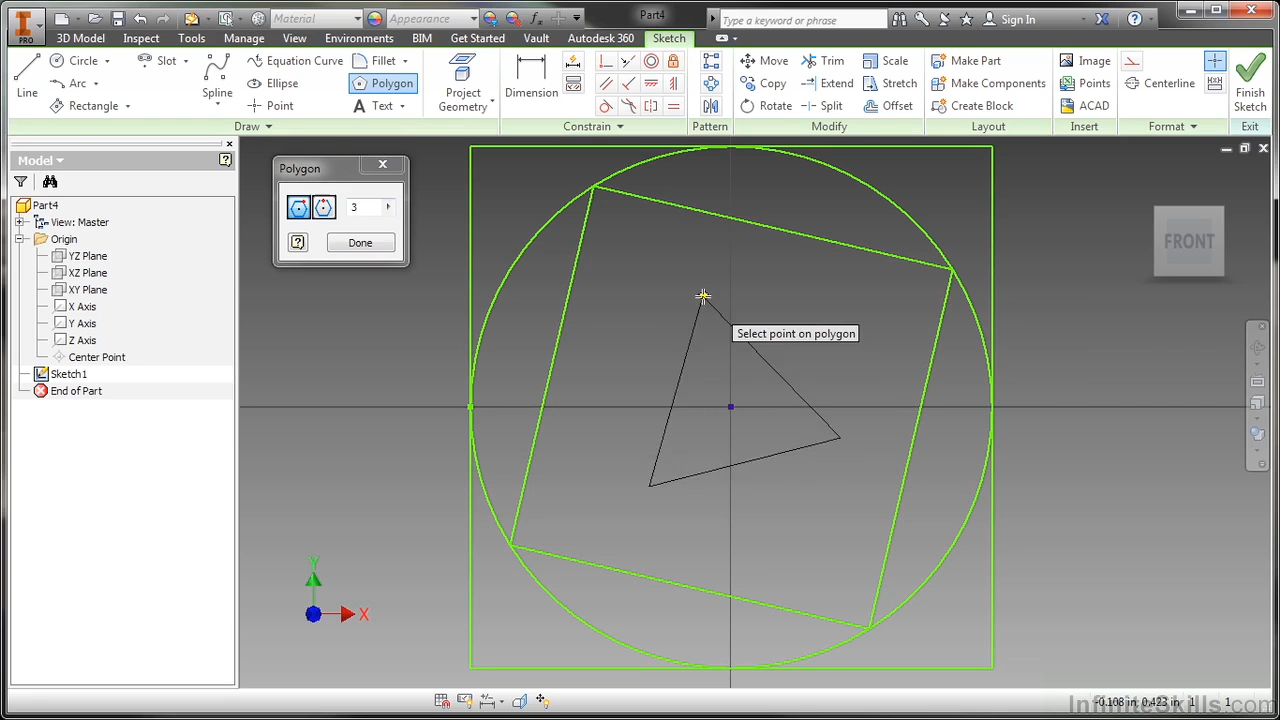 Material
Appearance
Part4
Type a keyword or phrase
Sign In
PRO
3D Model
Inspect
Tools
Manage
View
Environments
BIM
Get Started
Vault
Autodesk 360
Sketch
Line
Circle
Arc
Rectangle
Slot
Spline
Equation Curve
Ellipse
Point
Fillet
Polygon
Text
Project
Geometry
Dimension
Move
Copy
Rotate
Trim
Extend
Split
Scale
Stretch
Offset
Make Part
Make Components
Create Block
Image
Points
ACAD
Centerline
Finish
Sketch
Draw
Constrain
Pattern
Modify
Layout
Insert
Format
Exit
Model
Part4
View: Master
Origin
YZ Plane
XZ Plane
XY Plane
X Axis
Y Axis
Z Axis
Center Point
Sketch1
End of Part
Polygon
3
Done
Select point on polygon
FRONT
Y
X
-0.108 in, 0.423 in
1
1
InfiniteSkills.com